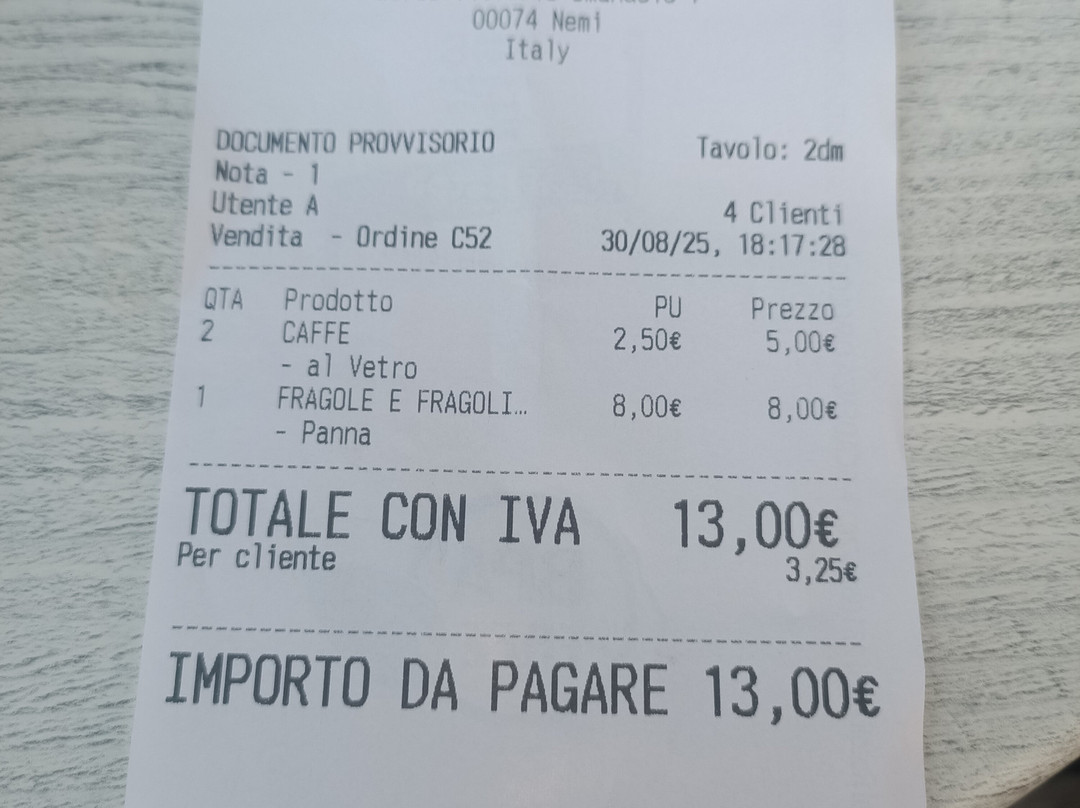 00074 Nemi
Italy
DOCUMENTO PROVVISORIO Tavolo: 2dm
Nota - 1
Utente A 4 Clienti
Vendita - Ordine C52 30/08/25, 18:17:28
QTA Prodotto PU Prezzo
2 CAFFE 2,50€ 5,00€
- al Vetro
1 FRAGOLE E FRAGOLI... 8,00€ 8,00€
- Panna
TOTALE CON IVA 13,00€
Per cliente 3,25€
IMPORTO DA PAGARE 13,00€